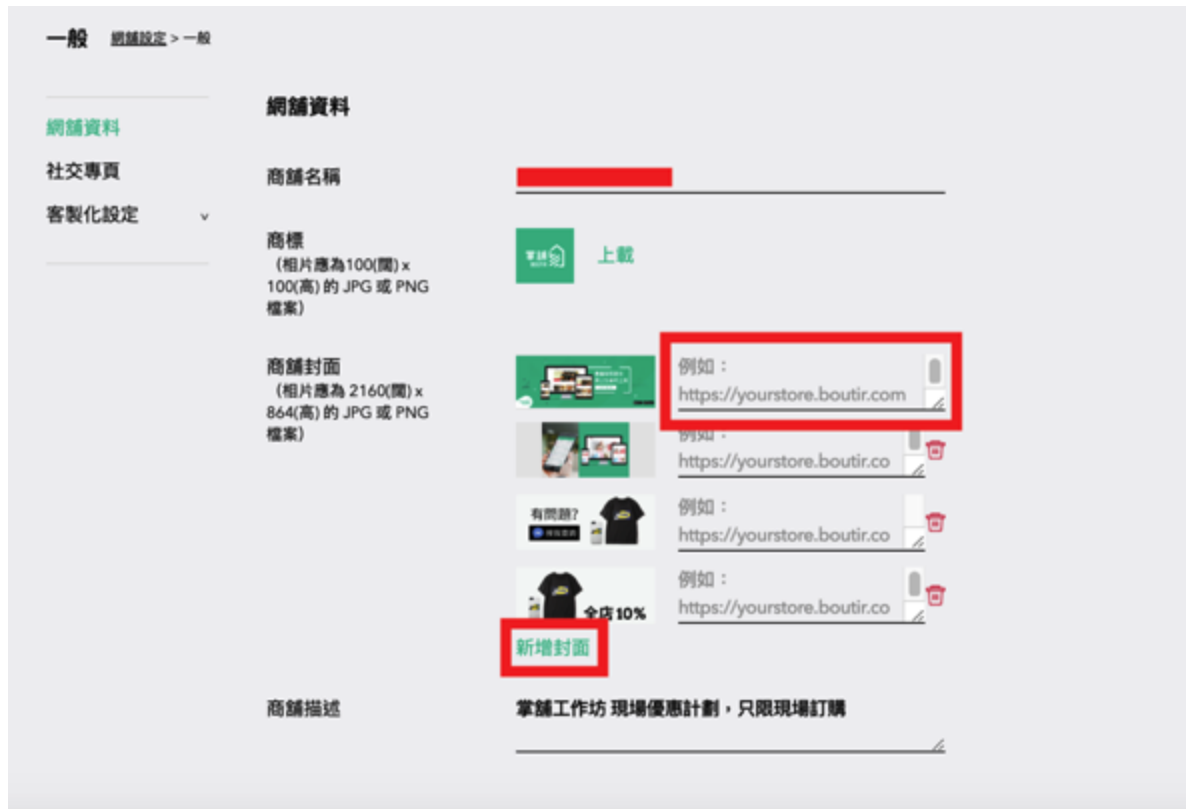 一般 網舖設定 > 一般
網舖資料
社交專頁
客製化設定
網舖資料
商舖名稱
商標
（相片應為100(闊) x
100(高) 的 JPG 或 PNG
檔案）
掌舖
上載
商舖封面
（相片應為 2160(闊) x
864(高) 的 JPG 或 PNG
檔案）
例如：
https://yourstore.boutir.com
例如：
https://yourstore.boutir.co
有問題?
例如：
https://yourstore.boutir.co
全店10%
例如：
https://yourstore.boutir.co
新增封面
商舖描述
掌舖工作坊 現場優惠計劃，只限現場訂購